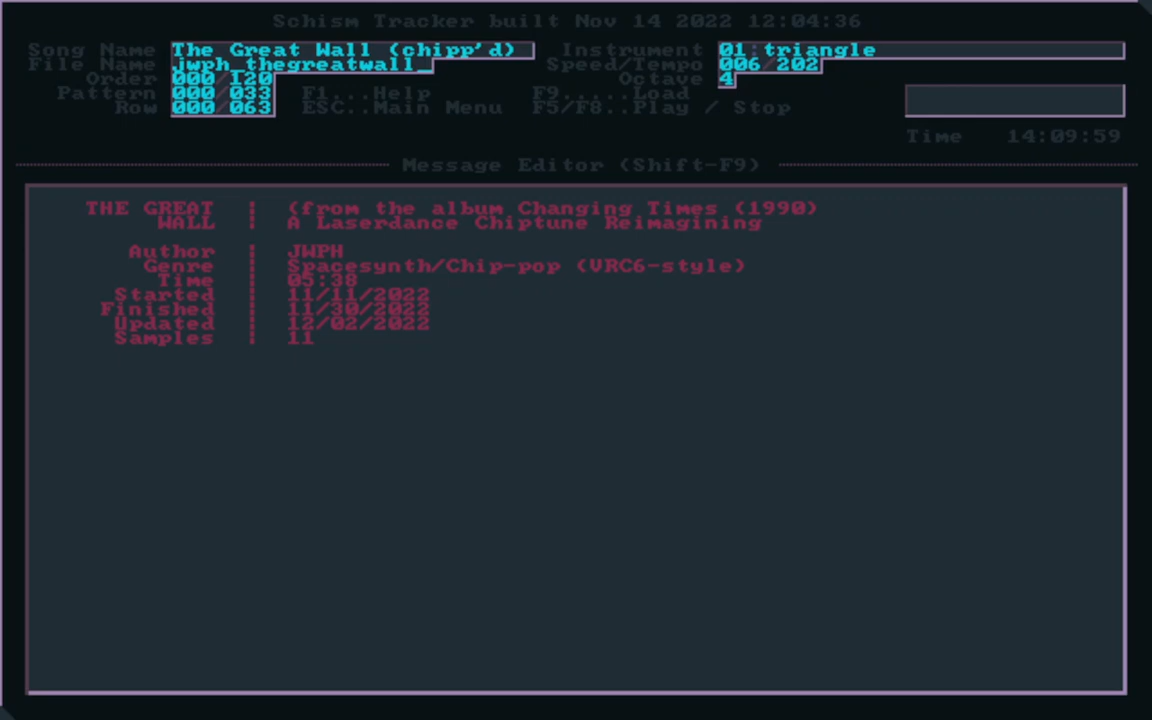 Schism Tracker built Nov 14 2022 12:04:36
Song Name The Great Wall (chipp'd) Instrument 01:triangle
File Name jwph_thegreatwall_ Speed/Tempo 006/202
Order 000/120 Octave 4
Pattern 000/033 F1...Help F9.....Load
Row 000/063 ESC..Main Menu F5/F8..Play / Stop
Time 14:09:59
Message Editor (Shift-F9)
THE GREAT | (from the album Changing Times (1990)
WALL | A Laserdance Chiptune Reimagining
Author | JWPH
Genre | Spacesynth/Chip-pop (VRC6-style)
Time | 05:38
Started | 11/11/2022
Finished | 11/30/2022
Updated | 12/02/2022
Samples | 11